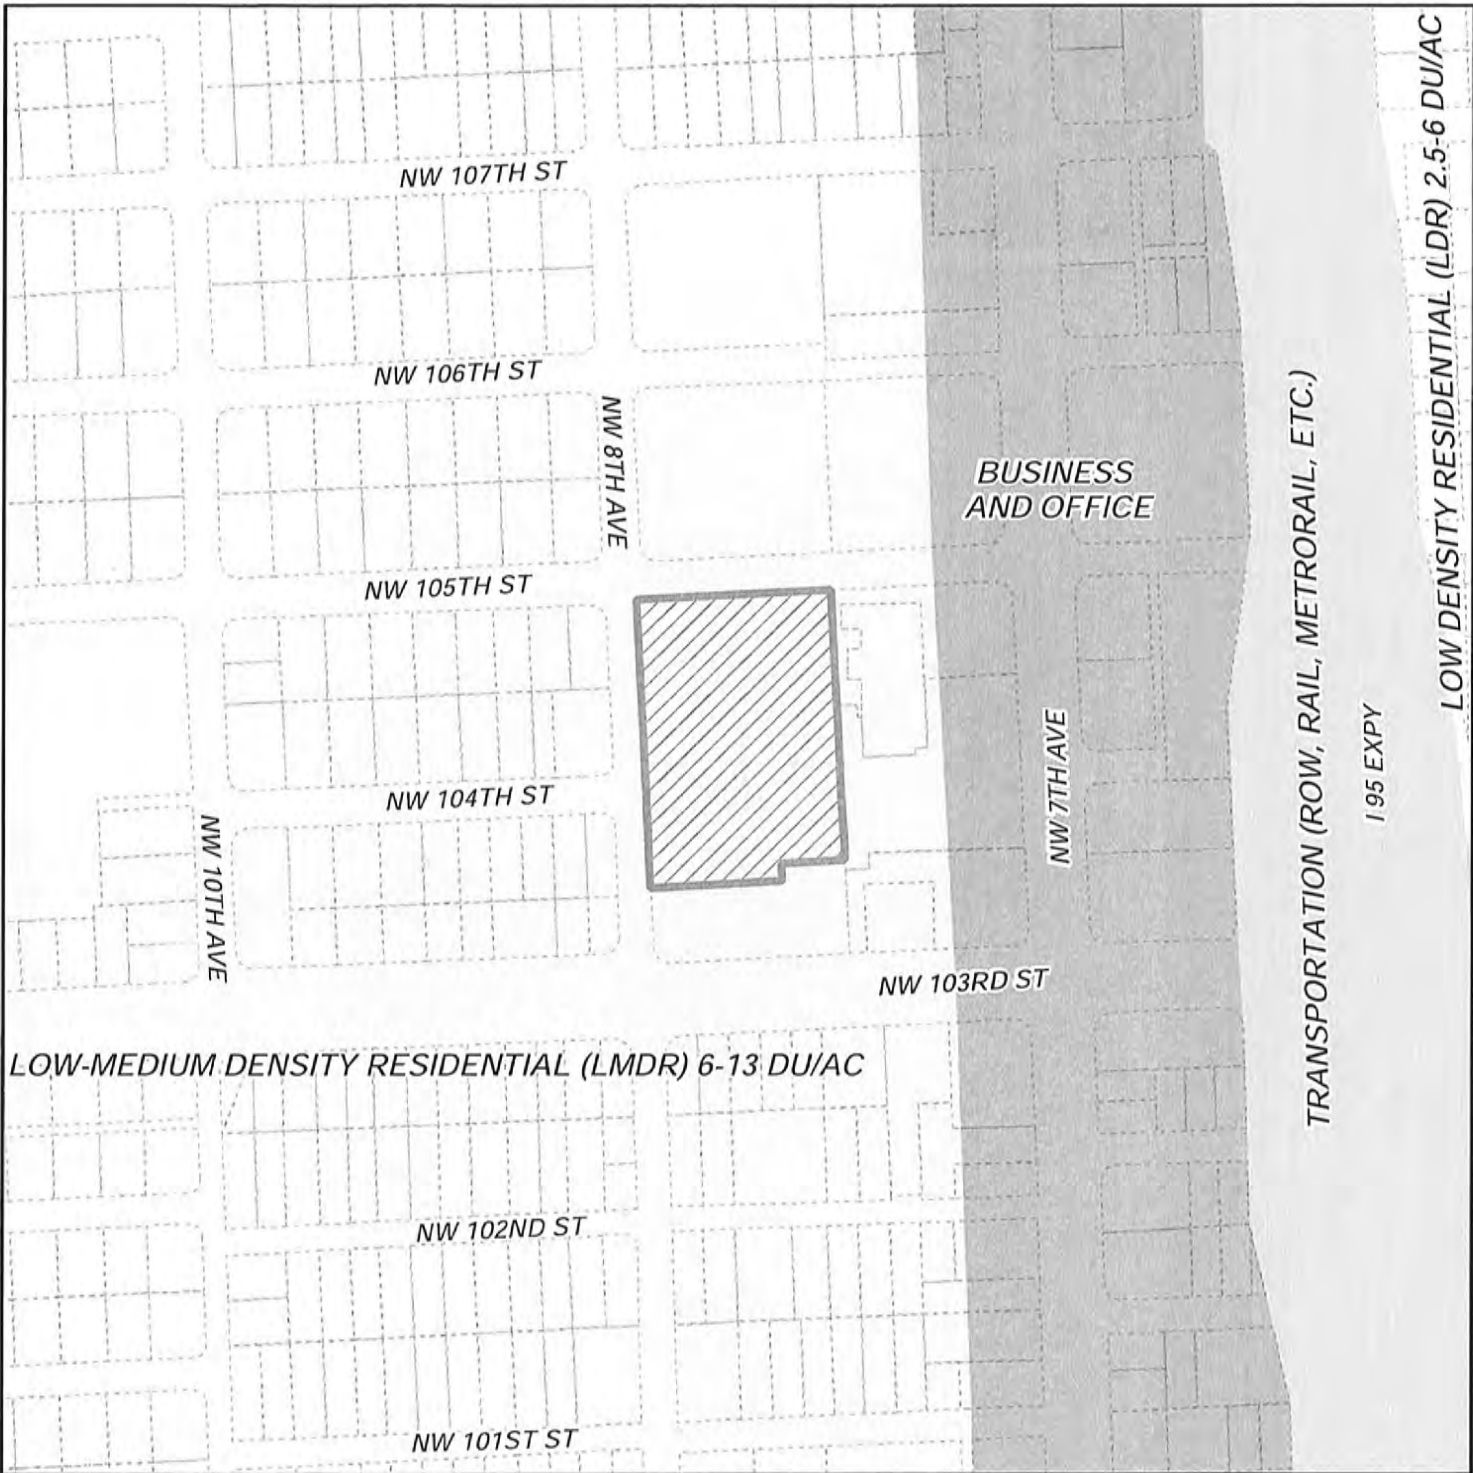 NW 107TH ST
NW 106TH ST
NW 8TH AVE
LOW DENSITY RESIDENTIAL (LDR) 2.5-6 DU/AC
BUSINESS
AND OFFICE
NW 105TH ST
TRANSPORTATION (ROW, RAIL, METRORAIL, ETC.)
I 95 EXPY
NW 7TH AVE
NW 104TH ST
NW 10TH AVE
NW 103RD ST
LOW-MEDIUM DENSITY RESIDENTIAL (LMDR) 6-13 DU/AC
NW 102ND ST
NW 101ST ST